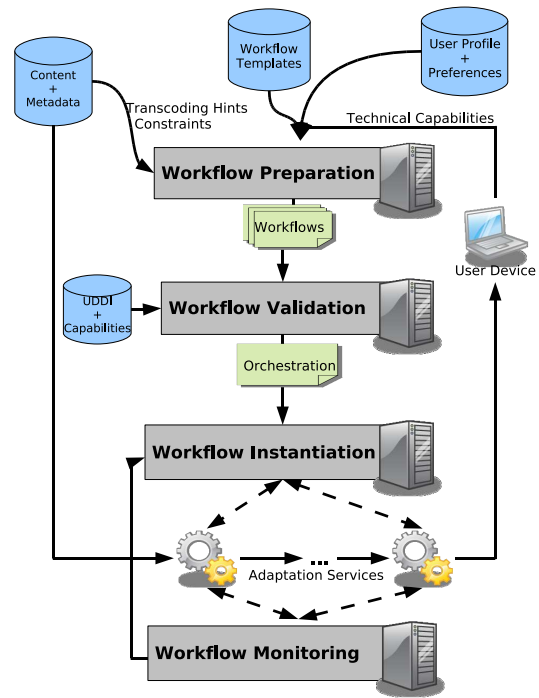 Workflow
Templates
User Profile
+
Preferences
Content
+
Metadata
Transcoding Hints
Constraints
Technical Capabilities
Workflow Preparation
Workflows
User Device
UDDI
+
Capabilities
Workflow Validation
Orchestration
Workflow Instantiation
...
Adaptation Services
Workflow Monitoring